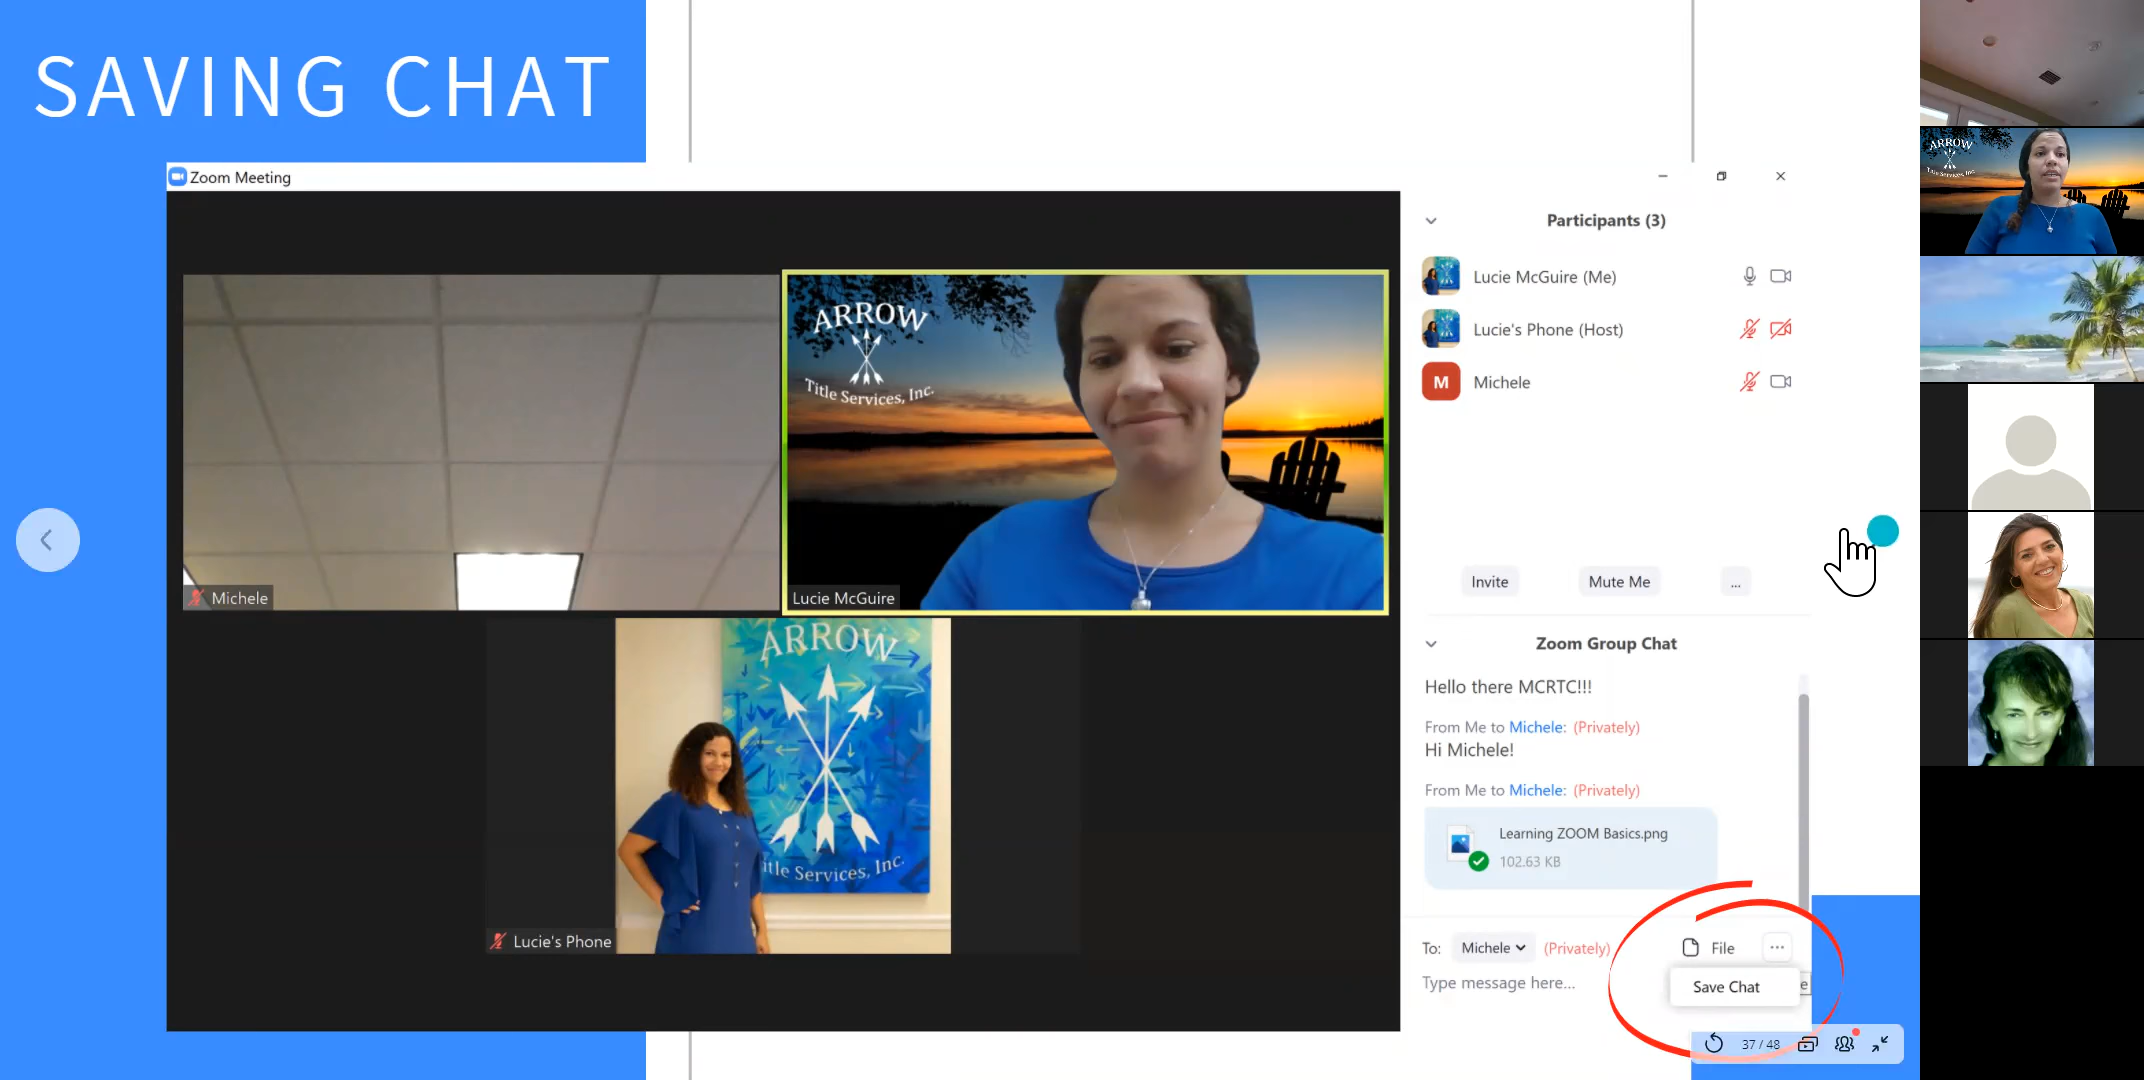 SAVING CHAT
Zoom Meeting
ARROW
Title Services, Inc.
Michele
Lucie McGuire
ARROW
itle Services, Inc.
Lucie's Phone
Participants (3)
Lucie McGuire (Me)
Lucie's Phone (Host)
M Michele
Invite Mute Me ...
Zoom Group Chat
Hello there MCRTC!!!
From Me to Michele: (Privately)
Hi Michele!
From Me to Michele: (Privately)
Learning ZOOM Basics.png
102.63 KB
To: Michele (Privately) File ...
Type message here...
Save Chat
e
37 / 48
ARROW
Title Services, Inc.